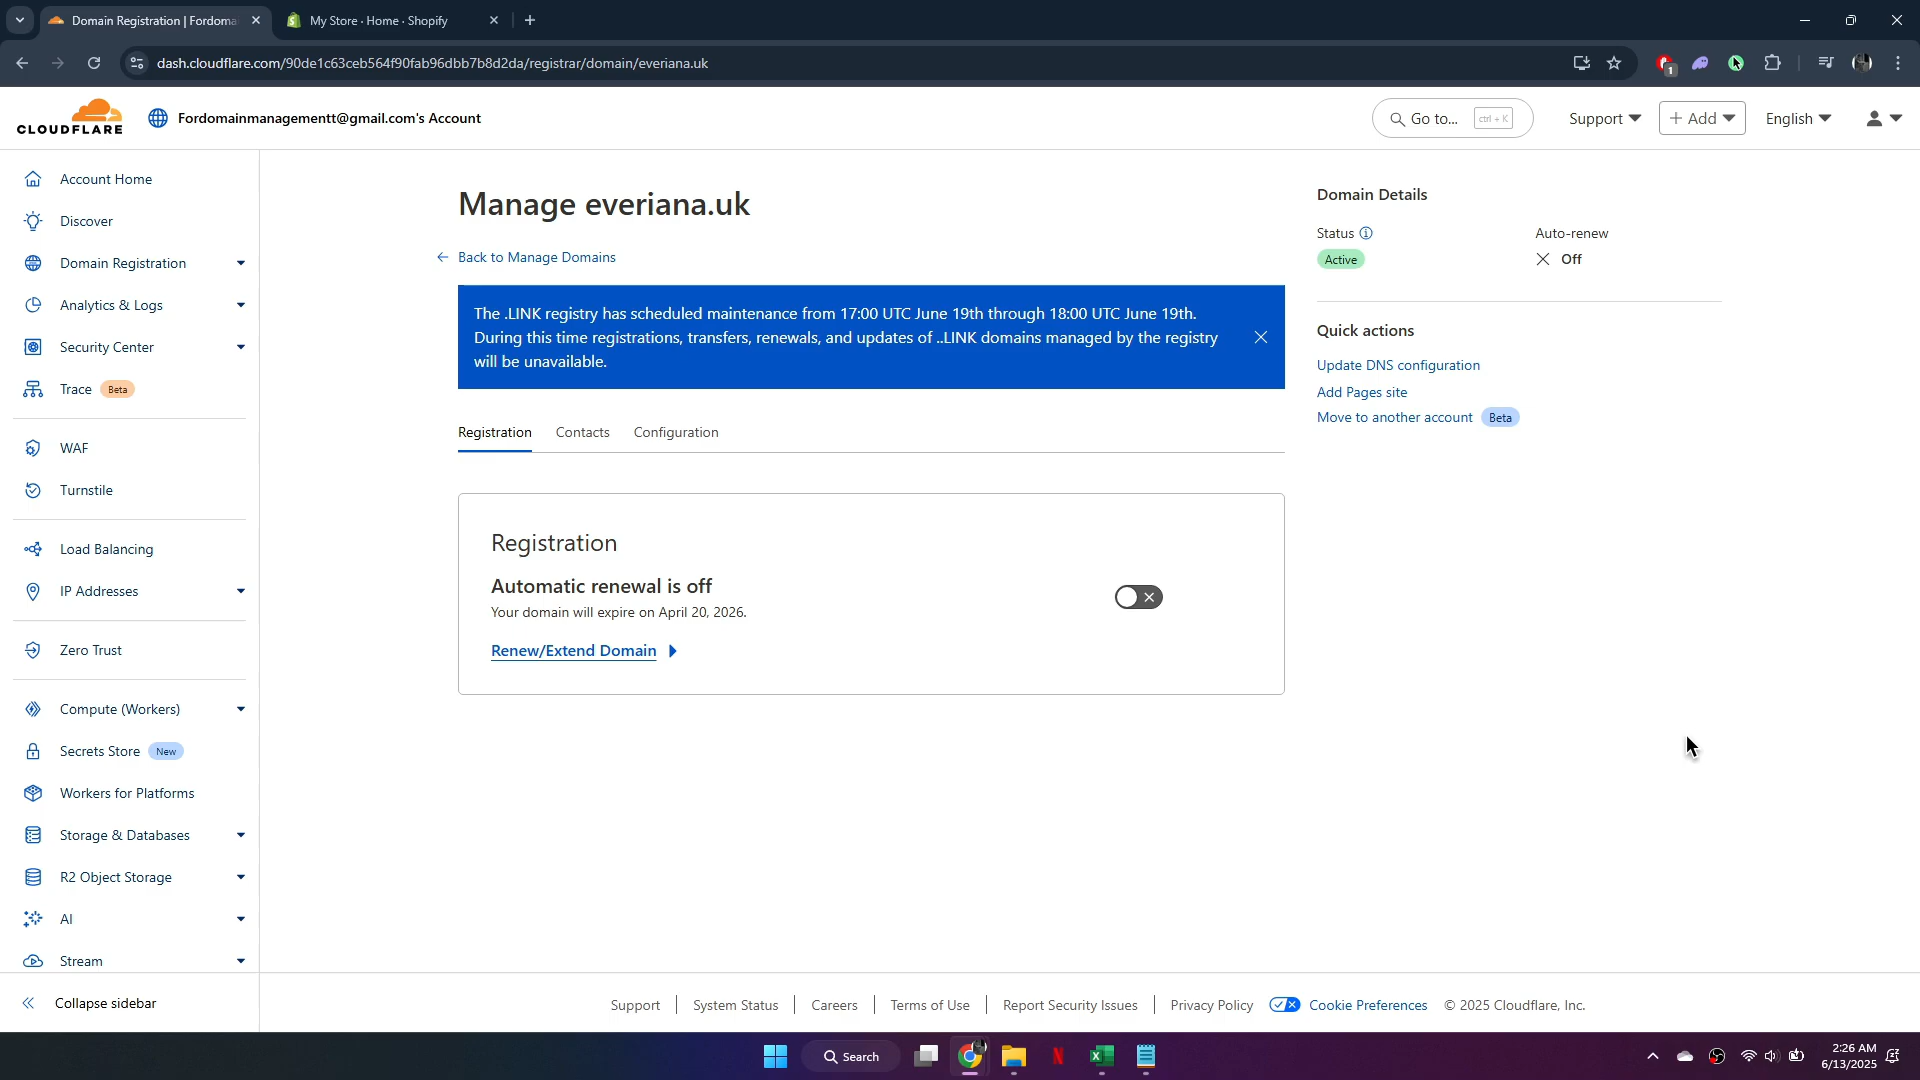 Domain Registration | Fordoma
My Store · Home · Shopify
dash.cloudflare.com/90de1c63ceb564f90fab96dbb7b8d2da/registrar/domain/everiana.uk
1
CLOUDFLARE
Fordomainmanagementt@gmail.com's Account
Go to...
ctrl + K
Support
+ Add
English
Account Home
Discover
Domain Registration
Analytics & Logs
Security Center
Trace Beta
WAF
Turnstile
Load Balancing
IP Addresses
Zero Trust
Compute (Workers)
Secrets Store New
Workers for Platforms
Storage & Databases
R2 Object Storage
AI
Stream
Collapse sidebar
Manage everiana.uk
Back to Manage Domains
The .LINK registry has scheduled maintenance from 17:00 UTC June 19th through 18:00 UTC June 19th.
During this time registrations, transfers, renewals, and updates of ..LINK domains managed by the registry
will be unavailable.
Registration
Contacts
Configuration
Registration
Automatic renewal is off
Your domain will expire on April 20, 2026.
Renew/Extend Domain
Domain Details
Status
Auto-renew
Active
Off
Quick actions
Update DNS configuration
Add Pages site
Move to another account Beta
Support
System Status
Careers
Terms of Use
Report Security Issues
Privacy Policy
Cookie Preferences
© 2025 Cloudflare, Inc.
Search
2:26 AM
6/13/2025